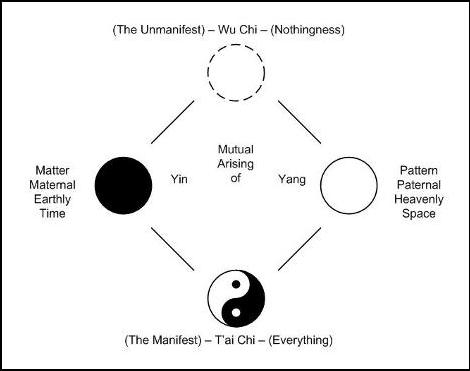 (The Unmanifest) – Wu Chi – (Nothingness)
Mutual
Arising
of
Matter
Maternal
Earthly
Time
Yin
Yang
Pattern
Paternal
Heavenly
Space
(The Manifest) – T'ai Chi – (Everything)